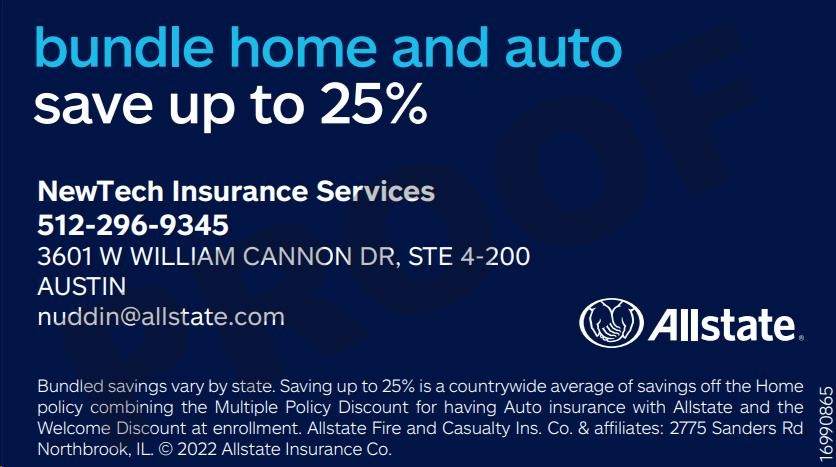 bundle home and auto
save up to 25%
NewTech Insurance Services
512-296-9345
3601 W WILLIAM CANNON DR, STE 4-200
AUSTIN
nuddin@allstate.com
Allstate®
Bundled savings vary by state. Saving up to 25% is a countrywide average of savings off the Home
policy combining the Multiple Policy Discount for having Auto insurance with Allstate and the
Welcome Discount at enrollment. Allstate Fire and Casualty Ins. Co. & affiliates: 2775 Sanders Rd
Northbrook, IL. © 2022 Allstate Insurance Co.
16990865
PROOF